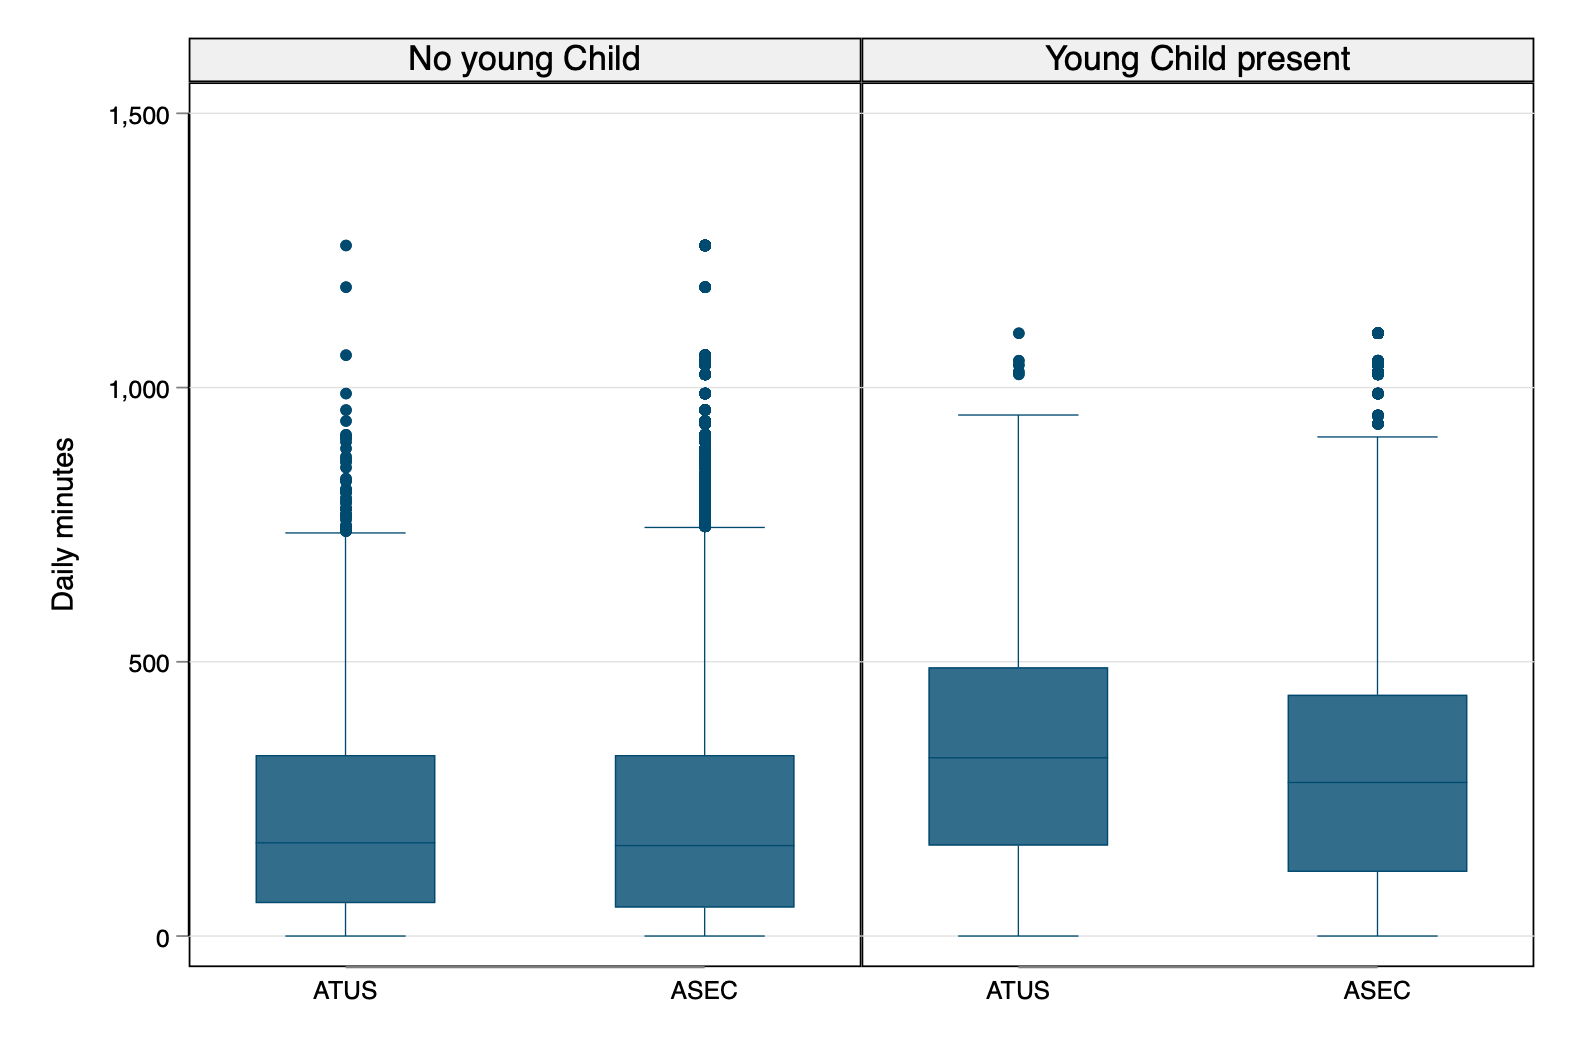 No young Child
Young Child present
1,500
1,000
500
0
Daily minutes
ATUS
ASEC
ATUS
ASEC